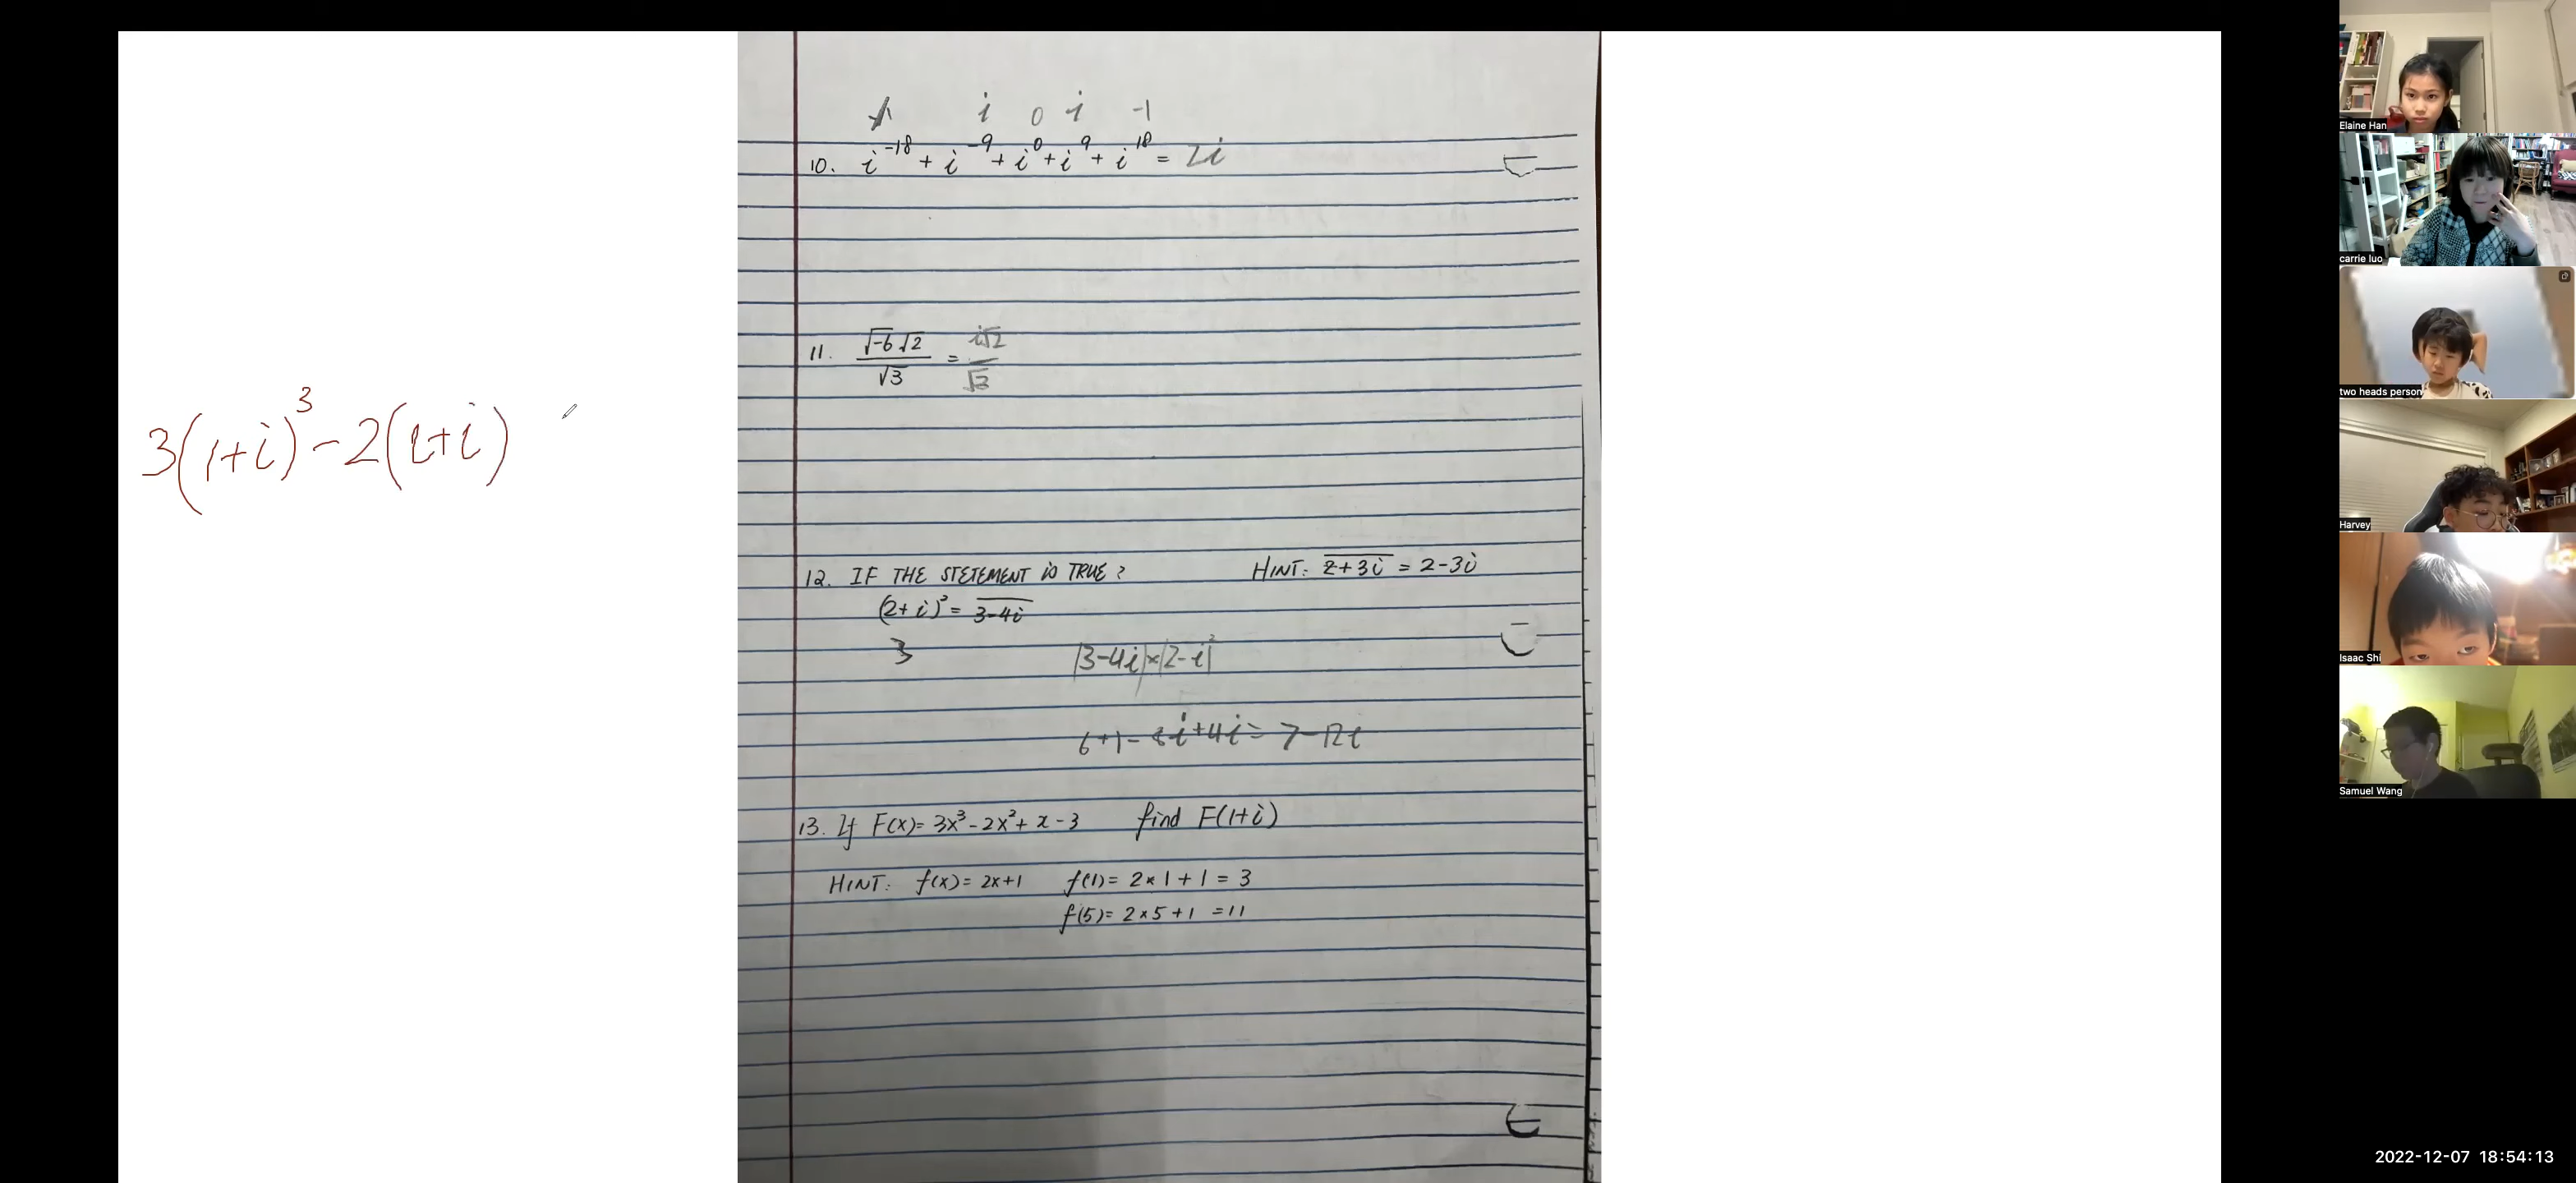 3(1+i)³-2(1+i)
i 0 i -1
10. i⁻¹⁸ + i⁻⁹ + i⁰ + i⁹ + i¹⁸ = 2i
11. √-6 √2 / √3 = i√2 / √3
12. IF THE STETEMENT IS TRUE? HINT: z+3i = 2-3i
(2+i)² = 3-4i
3
|3-4i|×|2-i|²
6+1-8i+4i=7-12i
13. If F(x)= 3x³-2x²+x-3 find F(1+i)
HINT: f(x)= 2x+1 f(1)= 2×1+1=3
f(5)= 2×5+1 =11
Elaine Han
carrie luo
two heads person
Harvey
Isaac Shi
Samuel Wang
2022-12-07 18:54:13